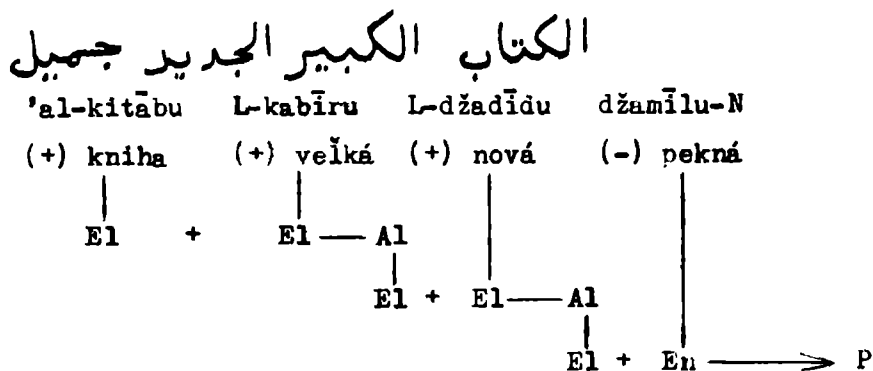 الكتاب الكبير الجديد جميل
'al-kitābu L-kabīru L-džadīdu džamīlu-N
(+) kniha (+) veľká (+) nová (-) pekná
El + El — Al
El + El — Al
El + En ⟶ P